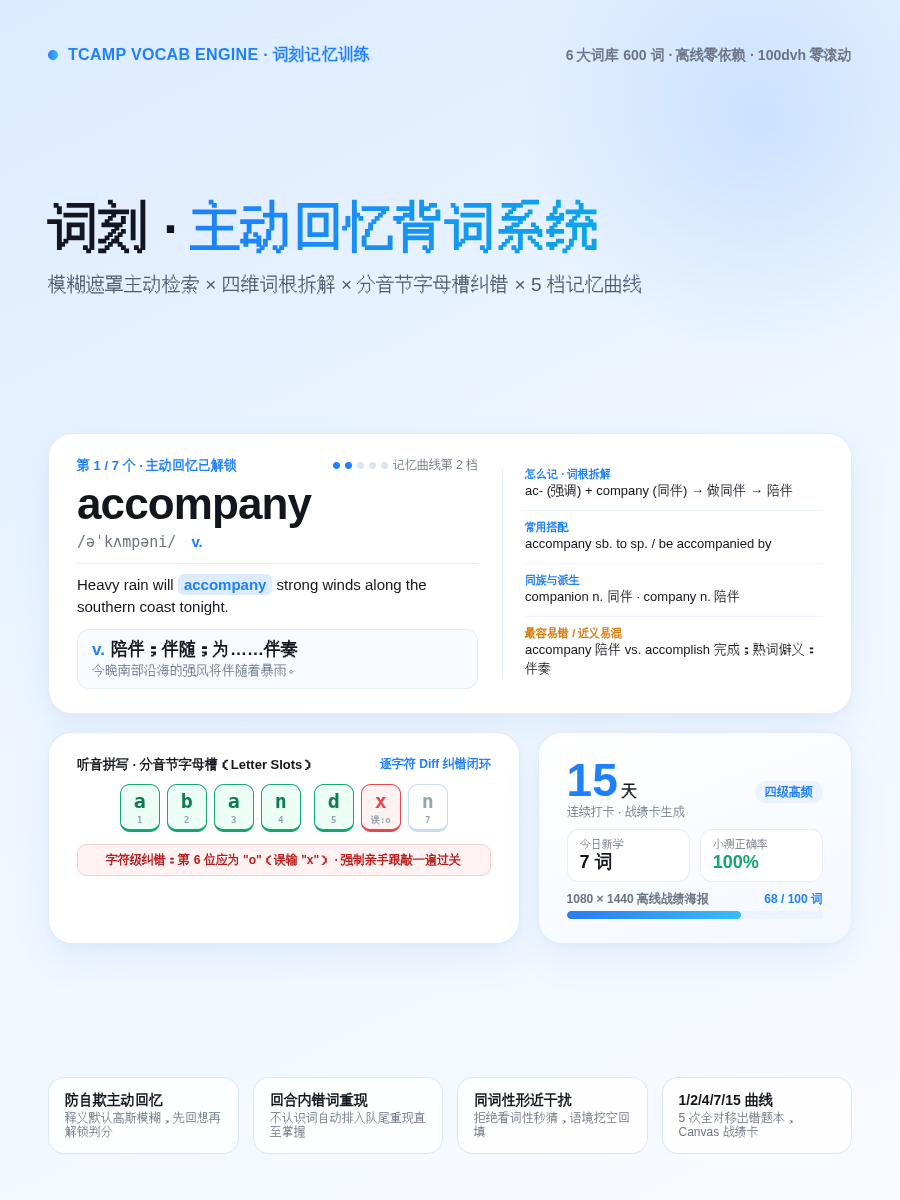 TCAMP VOCAB ENGINE · 词刻记忆训练
6 大词库 600 词 · 离线零依赖 · 100dvh 零滚动
词刻 · 主动回忆背词系统
模糊遮罩主动检索 × 四维词根拆解 × 分音节字母槽纠错 × 5 档记忆曲线
第 1 / 7 个 · 主动回忆已解锁
记忆曲线第 2 档
accompany
/əˈkʌmpəni/ v.
Heavy rain will accompany strong winds along the
southern coast tonight.
v. 陪伴；伴随；为……伴奏
今晚南部沿海的强风将伴随着暴雨。
怎么记 · 词根拆解
ac- (强调) + company (同伴) → 做同伴 → 陪伴
常用搭配
accompany sb. to sp. / be accompanied by
同族与派生
companion n. 同伴 · company n. 陪伴
最容易错 / 近义易混
accompany 陪伴 vs. accomplish 完成；熟词僻义：
伴奏
听音拼写 · 分音节字母槽（Letter Slots）
逐字符 Diff 纠错闭环
a b a n d x n
1 2 3 4 5 误:o 7
字符级纠错：第 6 位应为 "o"（误输 "x"）· 强制亲手跟敲一遍过关
15 天
连续打卡 · 战绩卡生成
四级高频
今日新学
7 词
小测正确率
100%
1080 × 1440 离线战绩海报
68 / 100 词
防自欺主动回忆
释义默认高斯模糊，先回想再
解锁判分
回合内错词重现
不认识词自动排入队尾重现直
至掌握
同词性形近干扰
拒绝看词性秒猜，语境挖空回
填
1/2/4/7/15 曲线
5 次全对移出错题本，
Canvas 战绩卡